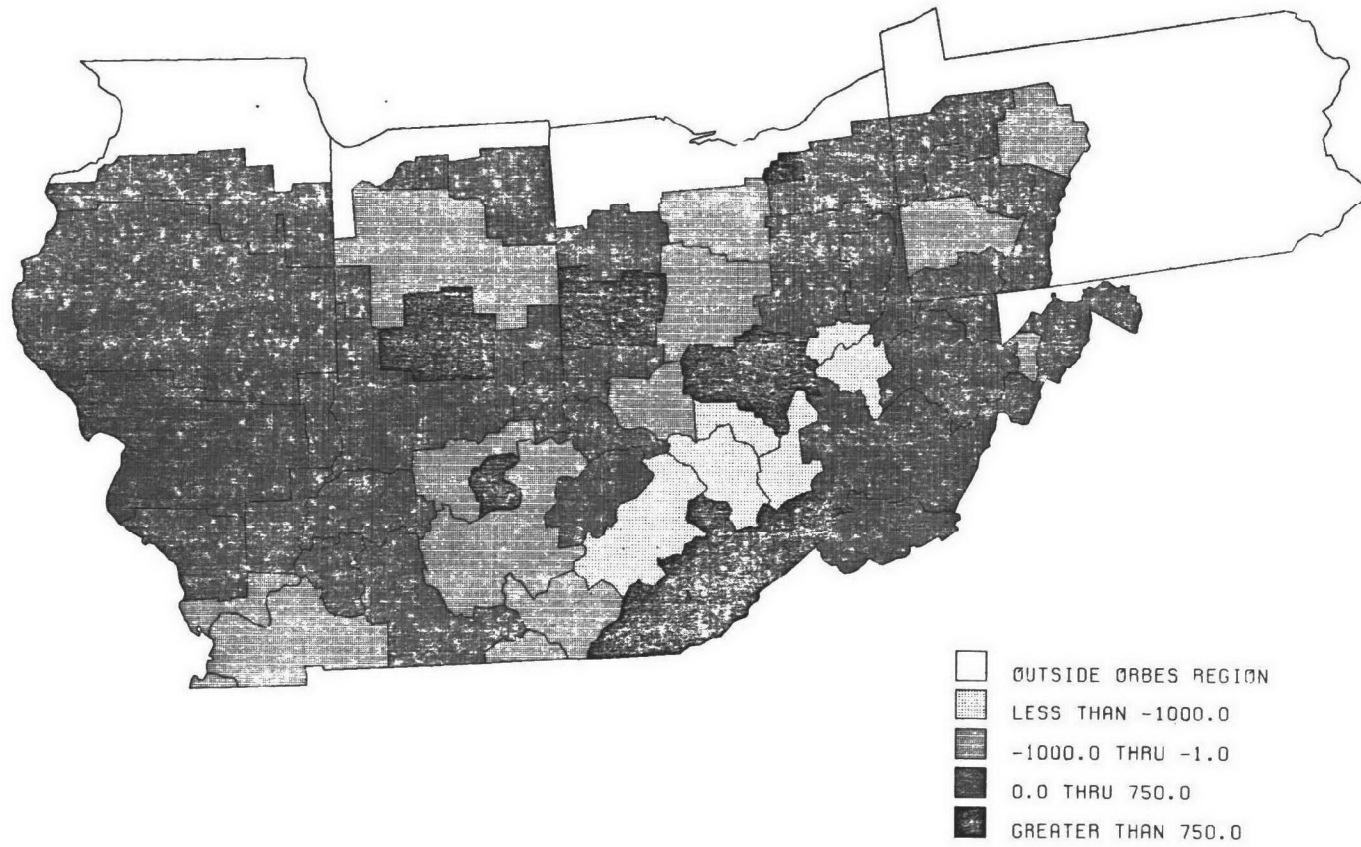 OUTSIDE ORBES REGION
LESS THAN -1000.0
-1000.0 THRU -1.0
0.0 THRU 750.0
GREATER THAN 750.0